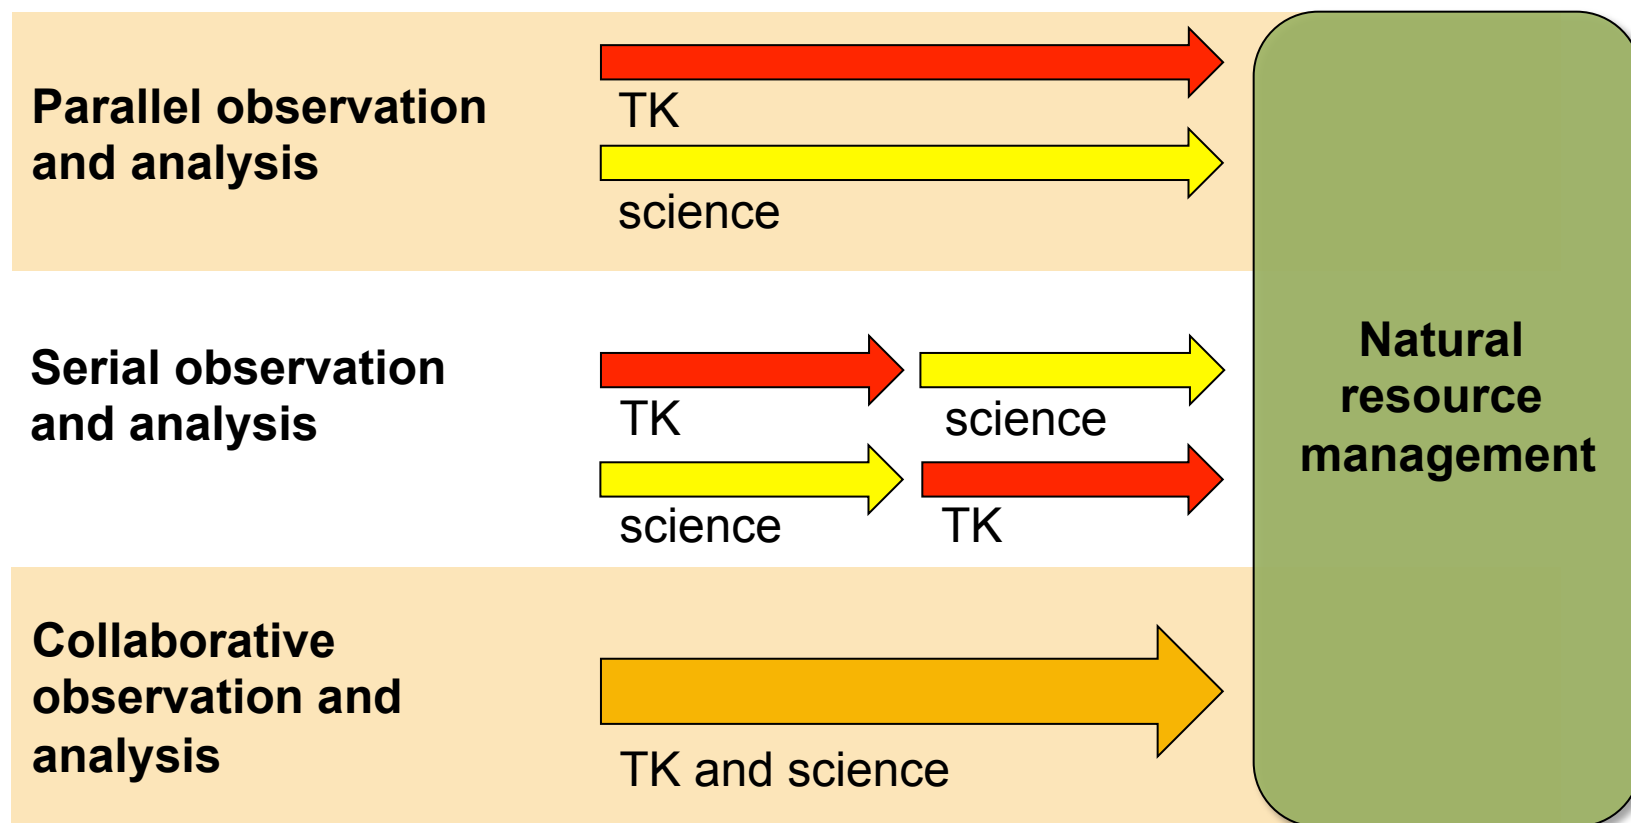 Parallel observation
and analysis
TK
science
Serial observation
and analysis
TK
science
science
TK
Collaborative
observation and
analysis
TK and science
Natural
resource
management